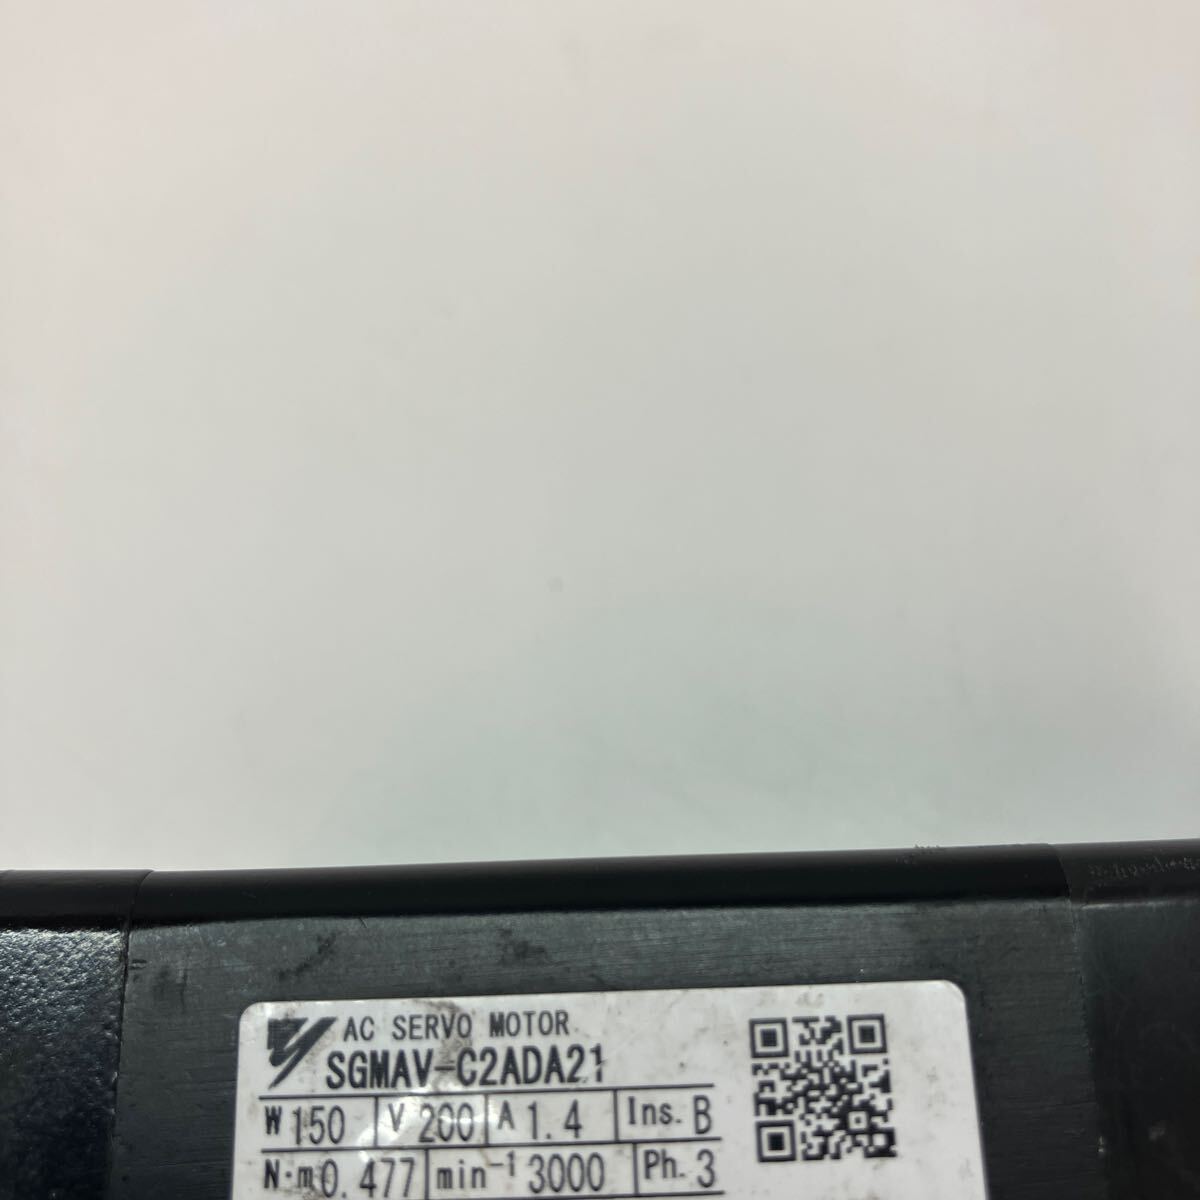 AC SERVO MOTOR
SGMAV-C2ADA21
W 150 V 200 A 1.4 Ins. B
N·m 0.477 min⁻¹ 3000 Ph. 3